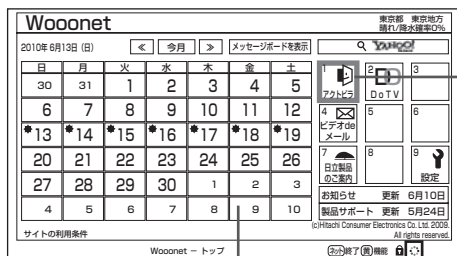 Wooonet
東京都 東京地方
晴れ/降水確率0%
2010年 6月13日 (日)
≪ 今月 ≫
メッセージボードを表示
YAHOO!
日 月 火 水 木 金 土
30 31 1 2 3 4 5
6 7 8 9 10 11 12
13 14 15 16 17 18 19
20 21 22 23 24 25 26
27 28 29 30 1 2 3
4 5 6 7 8 9 10
1 アクトビラ
2 DoTV
3
4 ビデオde
メール
5
6
7 日立製品
のご案内
8
9 設定
お知らせ 更新 6月10日
製品サポート 更新 5月24日
サイトの利用条件
(c)Hitachi Consumer Electronics Co. Ltd. 2009.
All rights reserved.
Wooonet − トップ
ネット終了 黄機能